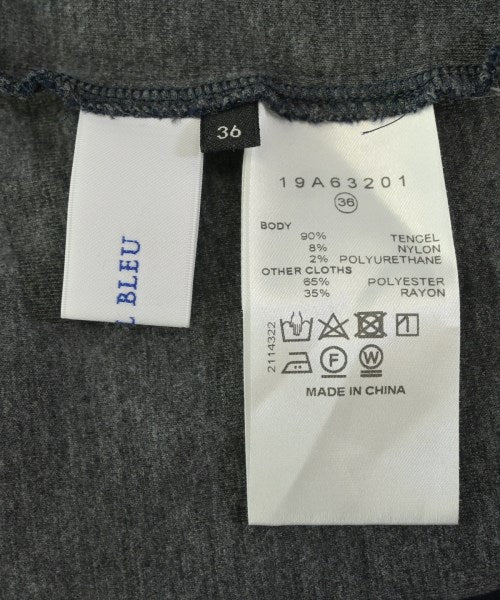 36
L BLEU
19A63201
36
BODY
90% TENCEL
8% NYLON
2% POLYURETHANE
OTHER CLOTHS
65% POLYESTER
35% RAYON
2114322
F W
MADE IN CHINA